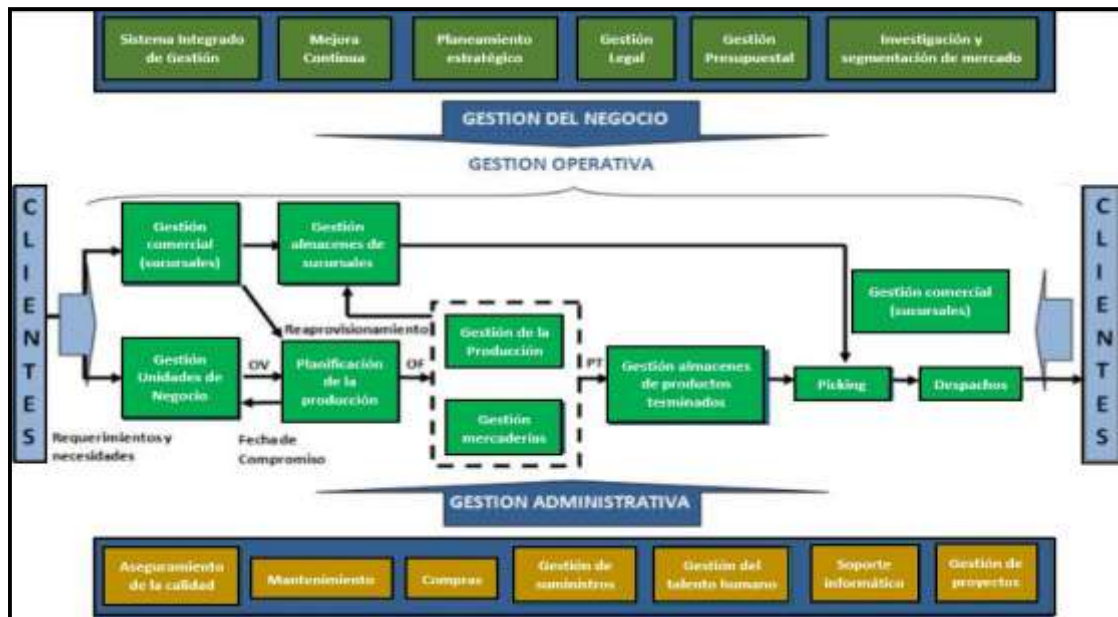 Sistema Integrado
de Gestión
Mejora
Continua
Planeamiento
estratégico
Gestión
Legal
Gestión
Presupuestal
Investigación y
segmentación de mercado
GESTION DEL NEGOCIO
GESTION OPERATIVA
CLIENTES
Gestión
comercial
(sucursales)
Gestión
almacenes de
sucursales
Gestión comercial
(sucursales)
Reaprovisionamiento
Gestión
Unidades de
Negocio
OV
Planificación
de la
producción
OF
Gestión de la
Producción
Gestión
mercaderías
PT
Gestión almacenes
de productos
terminados
Picking
Despachos
CLIENTES
Requerimientos y
necesidades
Fecha de
Compromiso
GESTION ADMINISTRATIVA
Aseguramiento
de la calidad
Mantenimiento
Compras
Gestión de
suministros
Gestión del
talento humano
Soporte
informático
Gestión de
proyectos